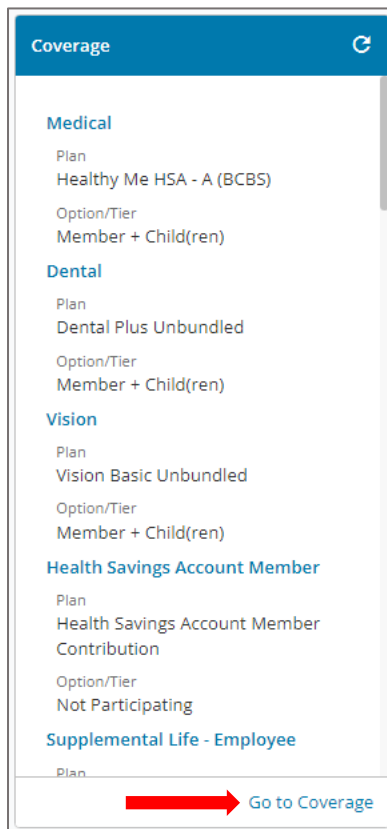 Coverage
Medical
Plan
Healthy Me HSA - A (BCBS)
Option/Tier
Member + Child(ren)
Dental
Plan
Dental Plus Unbundled
Option/Tier
Member + Child(ren)
Vision
Plan
Vision Basic Unbundled
Option/Tier
Member + Child(ren)
Health Savings Account Member
Plan
Health Savings Account Member
Contribution
Option/Tier
Not Participating
Supplemental Life - Employee
Plan
Go to Coverage